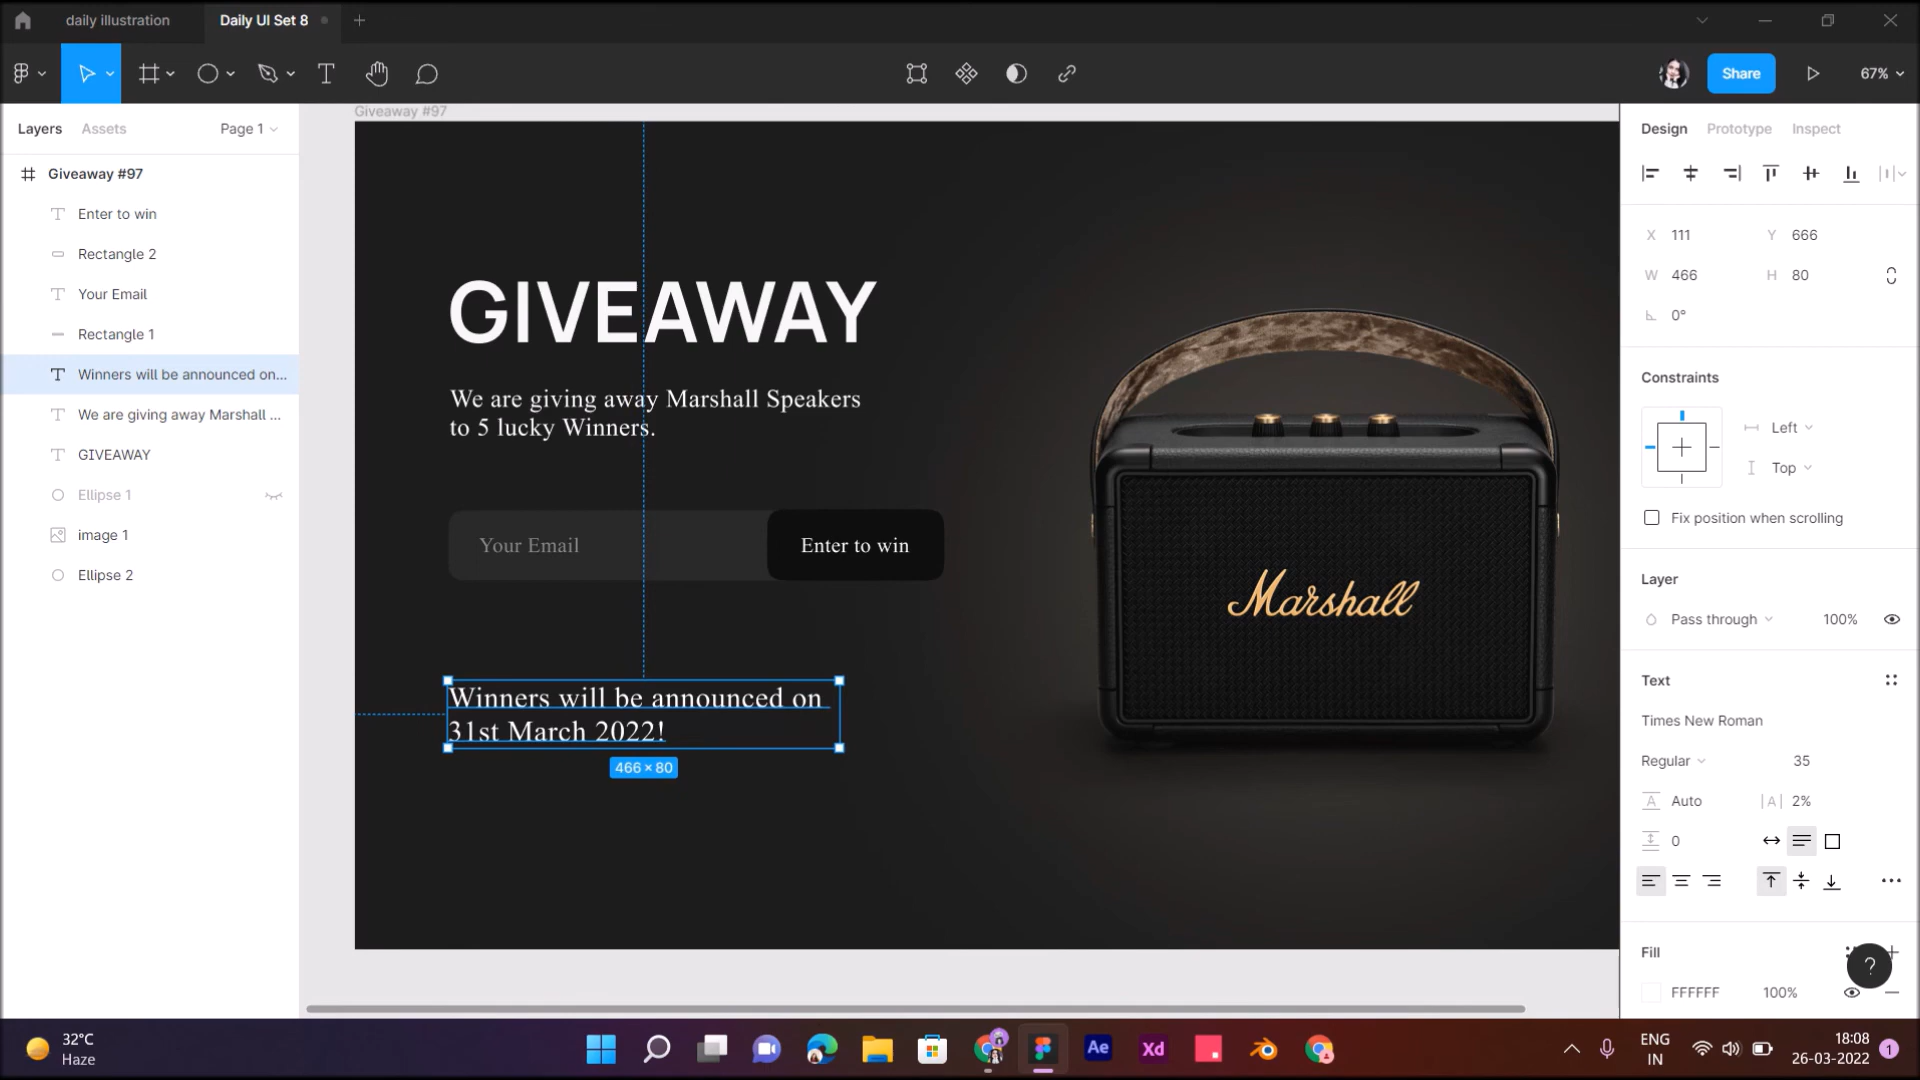 daily illustration
Daily UI Set 8
Share
67%
Layers
Assets
Page 1
Giveaway #97
Enter to win
Rectangle 2
Your Email
Rectangle 1
Winners will be announced on...
We are giving away Marshall ...
GIVEAWAY
Ellipse 1
image 1
Ellipse 2
Giveaway #97
GIVEAWAY
We are giving away Marshall Speakers
to 5 lucky Winners.
Your Email
Enter to win
Winners will be announced on
31st March 2022!
466 × 80
Marshall
Design
Prototype
Inspect
X 111
Y 666
W 466
H 80
0°
Constraints
Left
Top
Fix position when scrolling
Layer
Pass through
100%
Text
Times New Roman
Regular
35
A Auto
|A| 2%
0
Fill
?
FFFFFF
100%
32°C
Haze
Ae
Xd
ENG
IN
18:08
26-03-2022
1